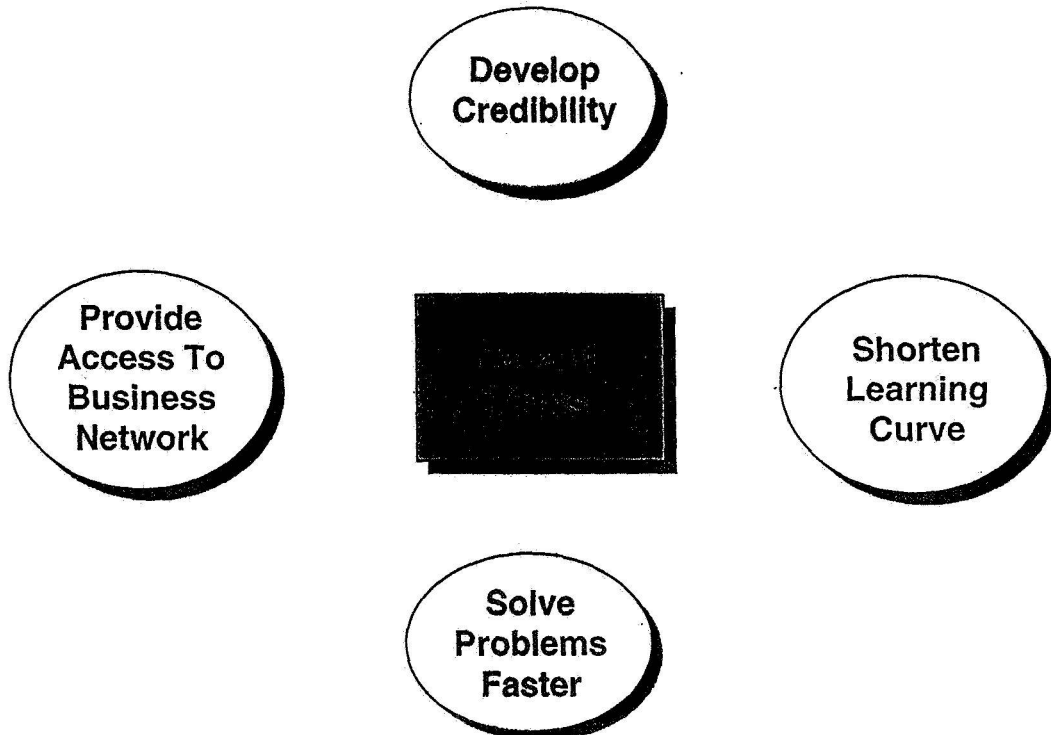 Develop
Credibility
Provide
Access To
Business
Network
Shorten
Learning
Curve
Solve
Problems
Faster